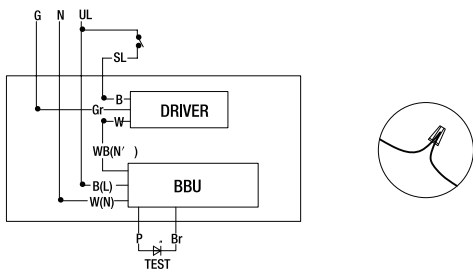 G N UL
SL
B
Gr DRIVER
W
WB(N′ )
B(L) BBU
W(N)
P " Br
TEST